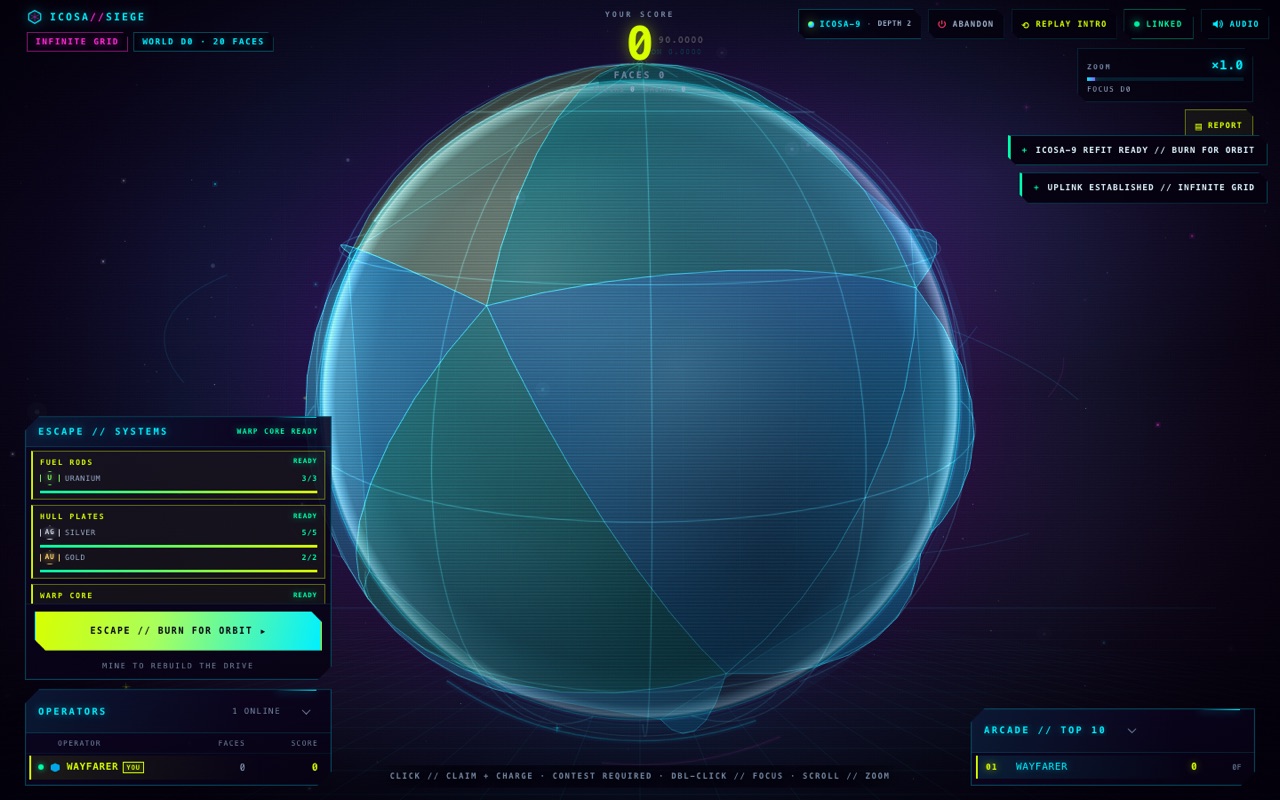 ICOSA//SIEGE
INFINITE GRID
WORLD D0 · 20 FACES
YOUR SCORE
0
90.0000
0.0000
FACES 0
ICOSA–9 · DEPTH 2
ABANDON
REPLAY INTRO
LINKED
AUDIO
ZOOM ×1.0
FOCUS D0
REPORT
+ ICOSA–9 REFIT READY // BURN FOR ORBIT
+ UPLINK ESTABLISHED // INFINITE GRID
ESCAPE // SYSTEMS WARP CORE READY
FUEL RODS READY
U URANIUM 3/3
HULL PLATES READY
AG SILVER 5/5
AU GOLD 2/2
WARP CORE READY
ESCAPE // BURN FOR ORBIT ▸
MINE TO REBUILD THE DRIVE
OPERATORS 1 ONLINE
OPERATOR FACES SCORE
WAYFARER YOU 0 0
CLICK // CLAIM + CHARGE · CONTEST REQUIRED · DBL–CLICK // FOCUS · SCROLL // ZOOM
ARCADE // TOP 10
01 WAYFARER 0 0F